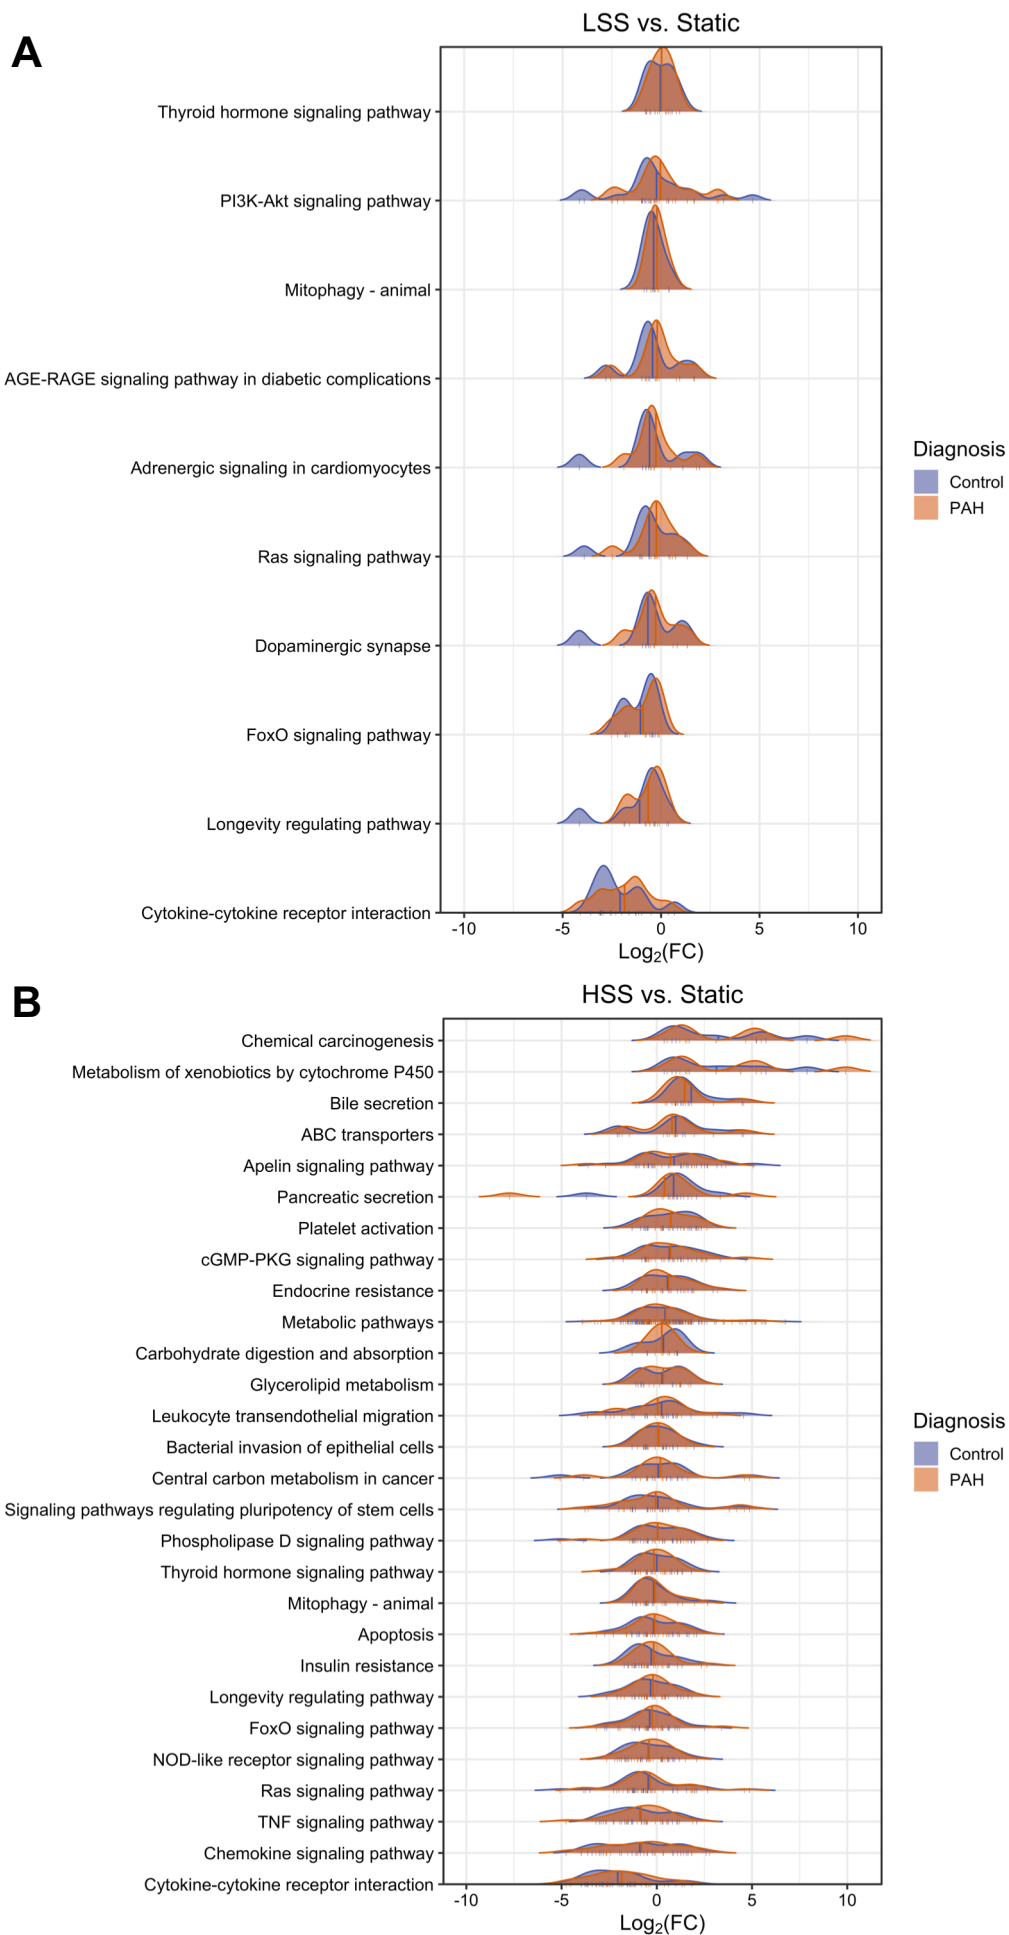 A
LSS vs. Static
Thyroid hormone signaling pathway
PI3K-Akt signaling pathway
Mitophagy - animal
AGE-RAGE signaling pathway in diabetic complications
Adrenergic signaling in cardiomyocytes
Ras signaling pathway
Dopaminergic synapse
FoxO signaling pathway
Longevity regulating pathway
Cytokine-cytokine receptor interaction
-10 -5 0 5 10
Log2(FC)
Diagnosis
Control
PAH
B
HSS vs. Static
Chemical carcinogenesis
Metabolism of xenobiotics by cytochrome P450
Bile secretion
ABC transporters
Apelin signaling pathway
Pancreatic secretion
Platelet activation
cGMP-PKG signaling pathway
Endocrine resistance
Metabolic pathways
Carbohydrate digestion and absorption
Glycerolipid metabolism
Leukocyte transendothelial migration
Bacterial invasion of epithelial cells
Central carbon metabolism in cancer
Signaling pathways regulating pluripotency of stem cells
Phospholipase D signaling pathway
Thyroid hormone signaling pathway
Mitophagy - animal
Apoptosis
Insulin resistance
Longevity regulating pathway
FoxO signaling pathway
NOD-like receptor signaling pathway
Ras signaling pathway
TNF signaling pathway
Chemokine signaling pathway
Cytokine-cytokine receptor interaction
-10 -5 0 5 10
Log2(FC)
Diagnosis
Control
PAH